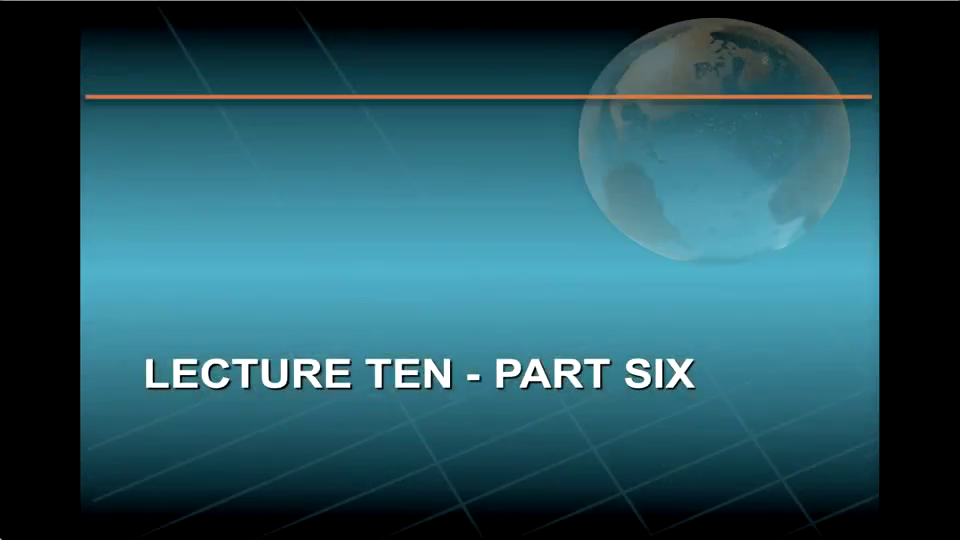 LECTURE TEN - PART SIX